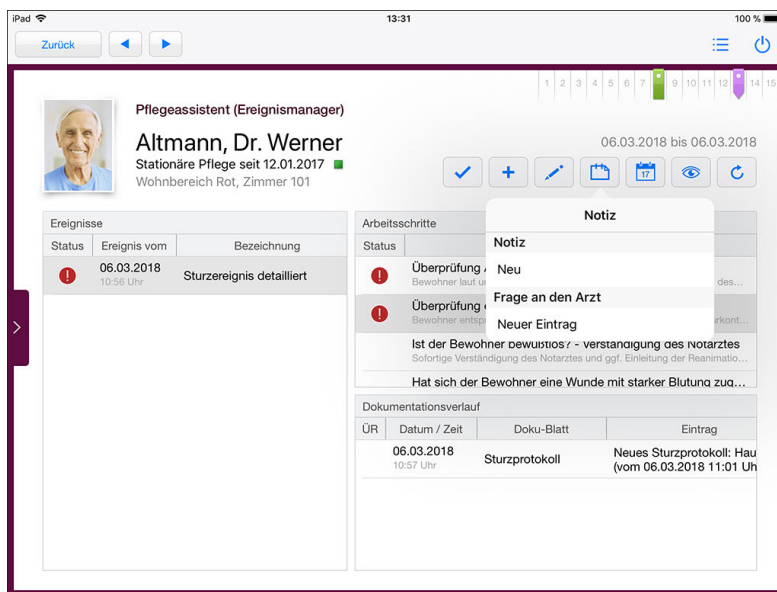 iPad 13:31 100 %
Zurück
1 2 3 4 5 6 7 9 10 11 12 14 15
Pflegeassistent (Ereignismanager)
Altmann, Dr. Werner
06.03.2018 bis 06.03.2018
Stationäre Pflege seit 12.01.2017
Wohnbereich Rot, Zimmer 101
17
Notiz
Notiz
Neu
Frage an den Arzt
Neuer Eintrag
Ereignisse
Status Ereignis vom Bezeichnung
06.03.2018
10:56 Uhr
Sturzereignis detailliert
Arbeitsschritte
Status
Überprüfung
Bewohner laut des...
Überprüfung
Bewohner
Ist der Bewohner bewußtlos? - Verständigung des Notarztes
Sofortige Verständigung des Notarztes und ggf. Einleitung der Reanimatio...
Hat sich der Bewohner eine Wunde mit starker Blutung zug...
Dokumentationsverlauf
ÜR Datum / Zeit Doku-Blatt Eintrag
06.03.2018
10:57 Uhr
Sturzprotokoll
Neues Sturzprotokoll: Hau
(vom 06.03.2018 11:01 Uh